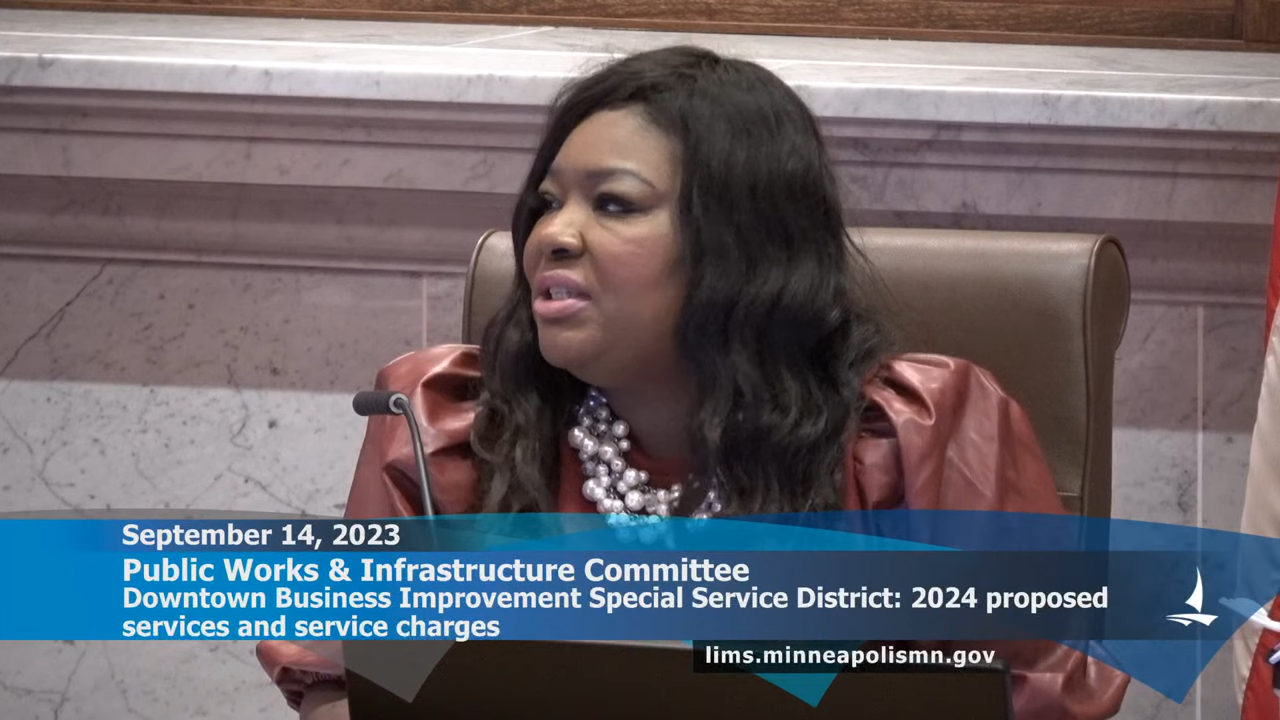 September 14, 2023
Public Works & Infrastructure Committee
Downtown Business Improvement Special Service District: 2024 proposed
services and service charges
lims.minneapolismn.gov